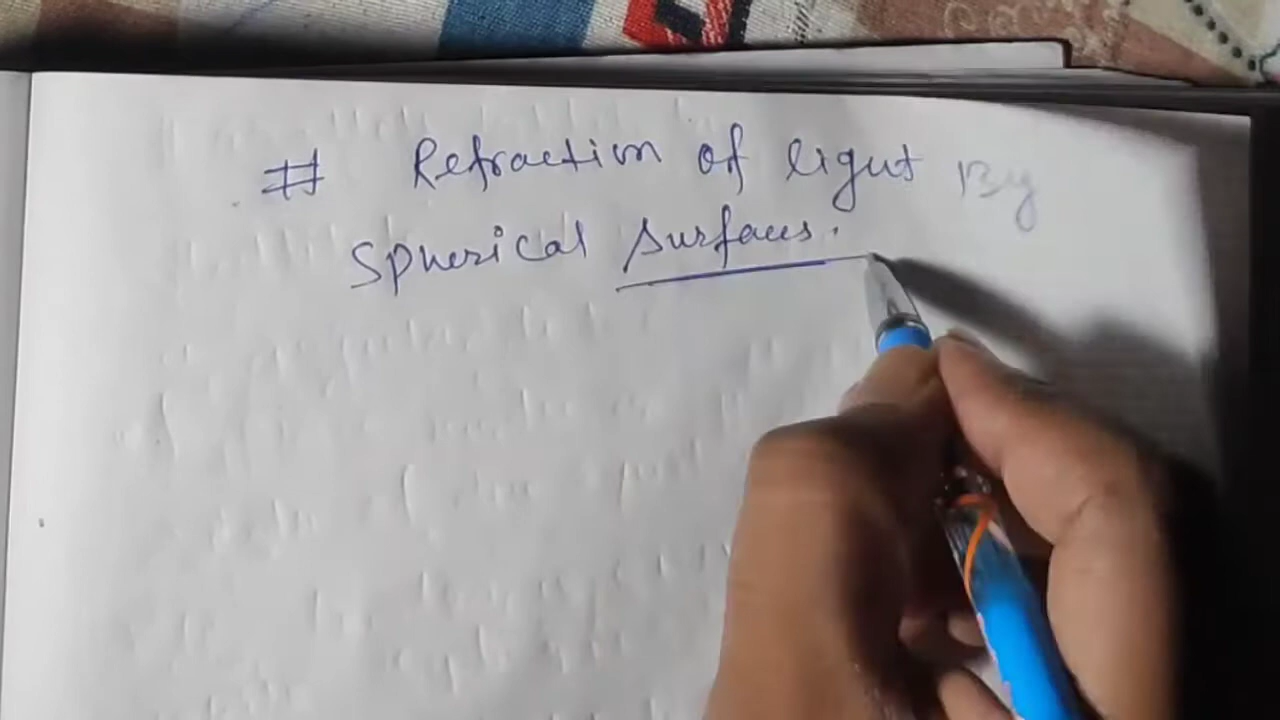 # Refraction of light By
Spherical surfaces.